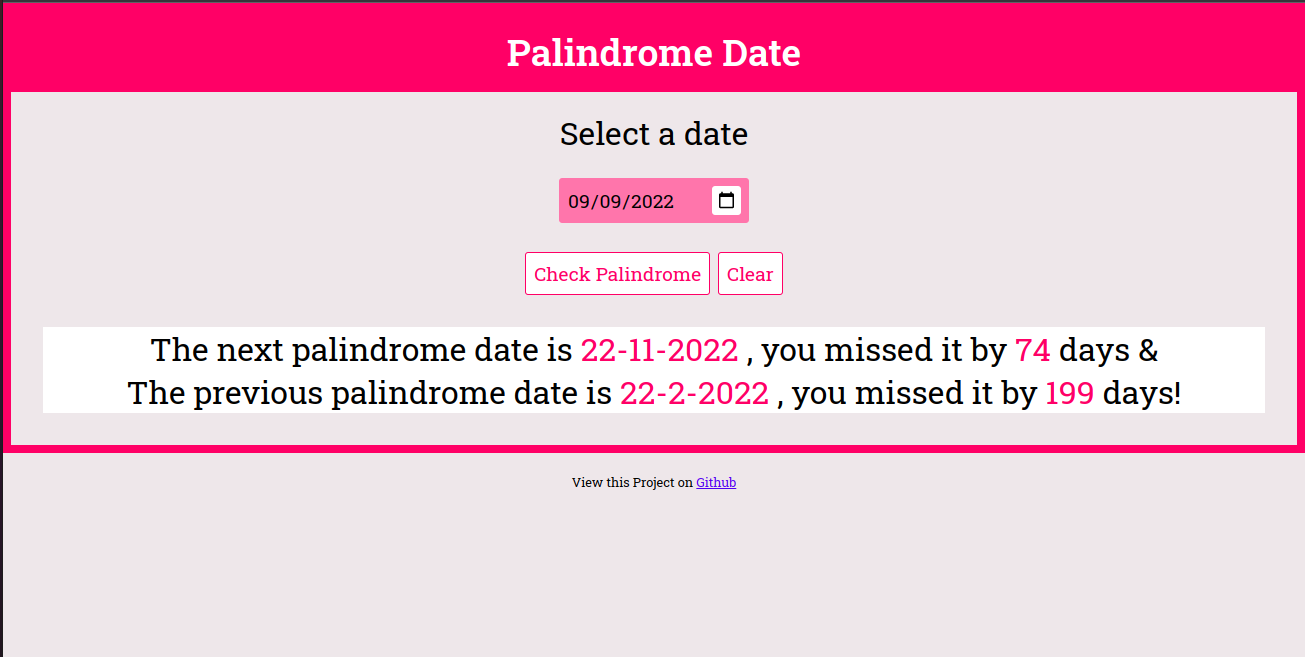 Palindrome Date
Select a date
09/09/2022
Check Palindrome Clear
The next palindrome date is 22-11-2022 , you missed it by 74 days &
The previous palindrome date is 22-2-2022 , you missed it by 199 days!
View this Project on Github